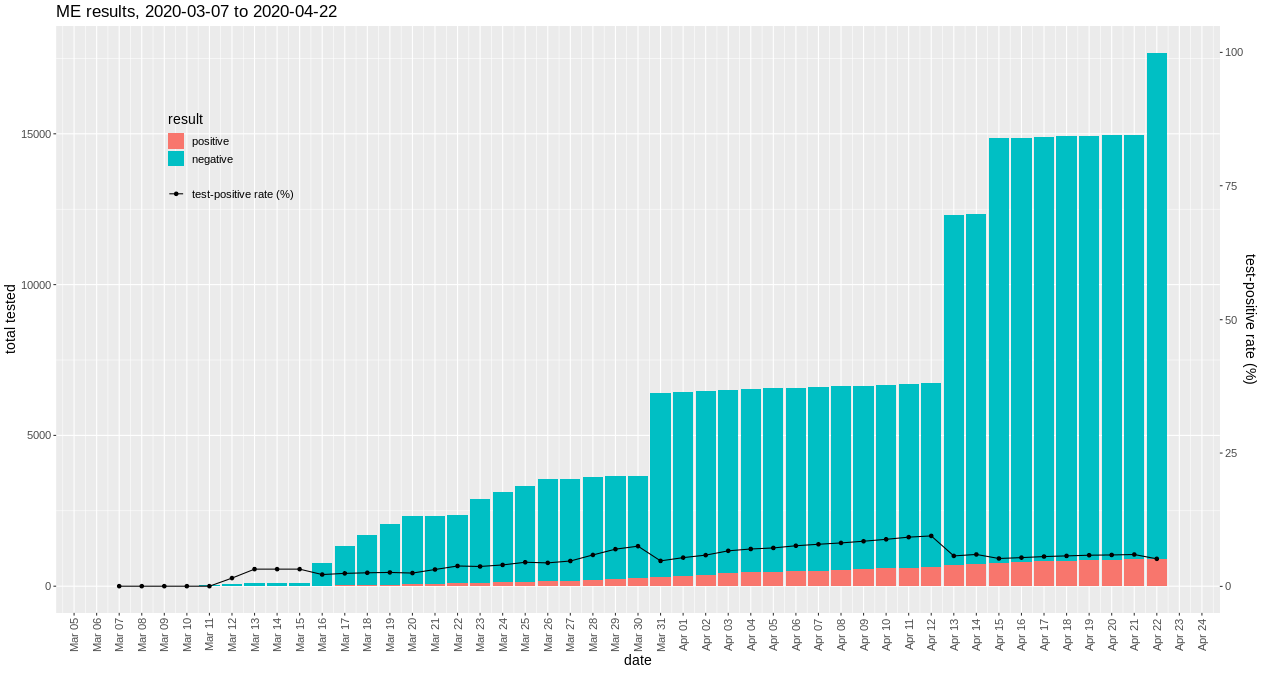 ME results, 2020-03-07 to 2020-04-22
total tested
15000
10000
5000
0
result
positive
negative
test-positive rate (%)
100
75
50
25
0
test-positive rate (%)
Mar 05
Mar 06
Mar 07
Mar 08
Mar 09
Mar 10
Mar 11
Mar 12
Mar 13
Mar 14
Mar 15
Mar 16
Mar 17
Mar 18
Mar 19
Mar 20
Mar 21
Mar 22
Mar 23
Mar 24
Mar 25
Mar 26
Mar 27
Mar 28
Mar 29
Mar 30
Mar 31
Apr 01
Apr 02
Apr 03
Apr 04
Apr 05
Apr 06
Apr 07
Apr 08
Apr 09
Apr 10
Apr 11
Apr 12
Apr 13
Apr 14
Apr 15
Apr 16
Apr 17
Apr 18
Apr 19
Apr 20
Apr 21
Apr 22
Apr 23
Apr 24
date